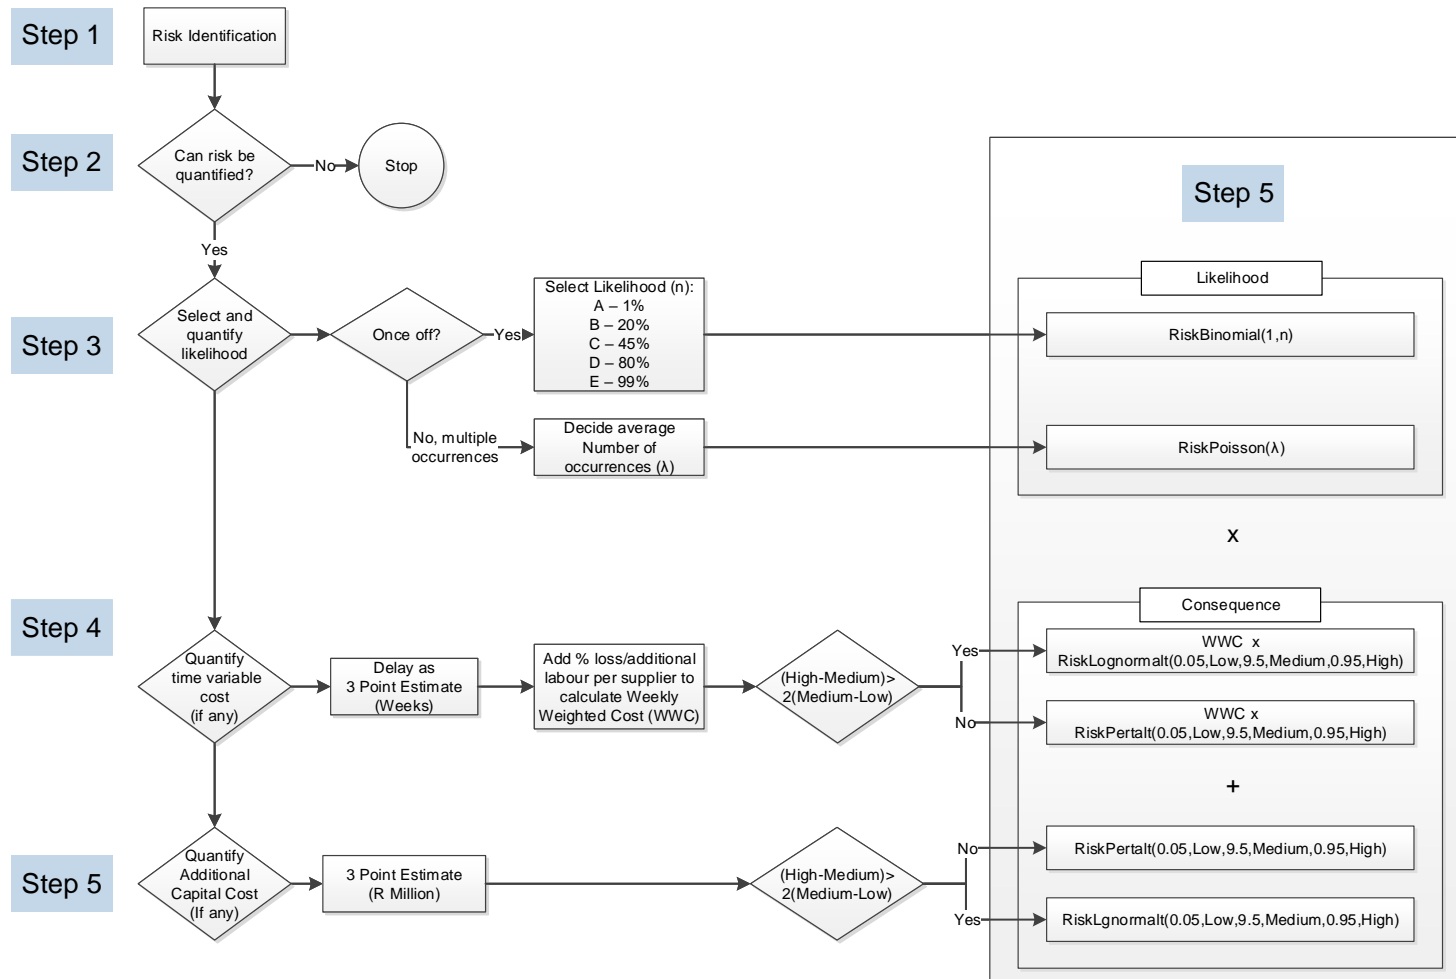 Step 1
Risk Identification
Step 2
Can risk be
quantified?
No
Stop
Yes
Step 5
Step 3
Select and
quantify
likelihood
Once off?
Yes
Select Likelihood (n):
A – 1%
B – 20%
C – 45%
D – 80%
E – 99%
No, multiple
occurrences
Decide average
Number of
occurrences (λ)
Likelihood
RiskBinomial(1,n)
RiskPoisson(λ)
x
Step 4
Quantify
time variable
cost
(if any)
Delay as
3 Point Estimate
(Weeks)
Add % loss/additional
labour per supplier to
calculate Weekly
Weighted Cost (WWC)
(High-Medium)>
2(Medium-Low)
Yes
No
Consequence
WWC x
RiskLognormalt(0.05,Low,9.5,Medium,0.95,High)
WWC x
RiskPertalt(0.05,Low,9.5,Medium,0.95,High)
+
Step 5
Quantify
Additional
Capital Cost
(If any)
3 Point Estimate
(R Million)
(High-Medium)>
2(Medium-Low)
No
Yes
RiskPertalt(0.05,Low,9.5,Medium,0.95,High)
RiskLgnormalt(0.05,Low,9.5,Medium,0.95,High)